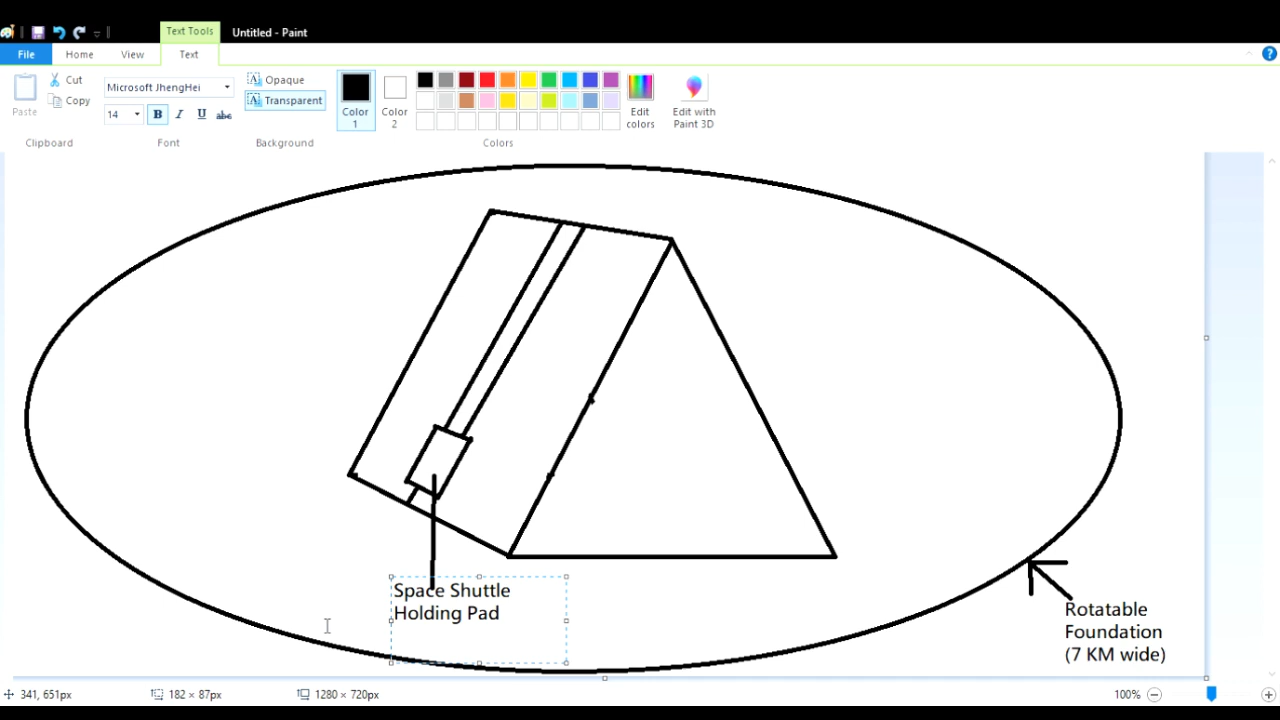 Text Tools
Untitled - Paint
File
Home
View
Text
Paste
Cut
Copy
Clipboard
Microsoft JhengHei
14
B
I
U
abc
Font
A Opaque
A Transparent
Background
Color
1
Color
2
Edit
colors
Edit with
Paint 3D
Colors
Space Shuttle
Holding Pad
Rotatable
Foundation
(7 KM wide)
341, 651px
182 × 87px
1280 × 720px
100%